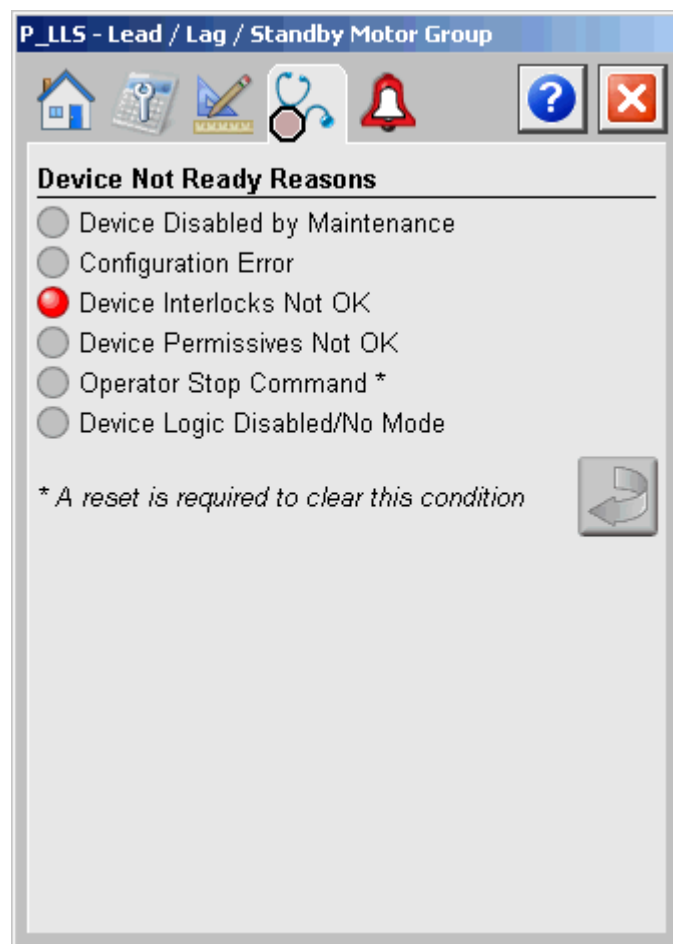 P_LLS - Lead / Lag / Standby Motor Group
?
Device Not Ready Reasons
Device Disabled by Maintenance
Configuration Error
Device Interlocks Not OK
Device Permissives Not OK
Operator Stop Command *
Device Logic Disabled/No Mode
* A reset is required to clear this condition